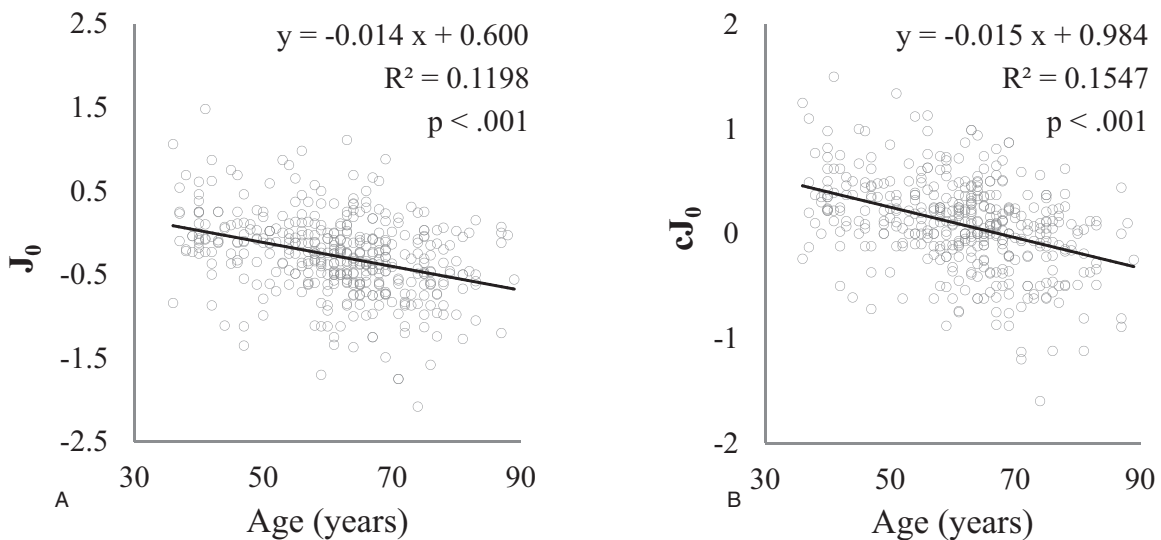 2.5
1.5
0.5
-0.5
-1.5
-2.5
J₀
y = -0.014 x + 0.600
R² = 0.1198
p < .001
30
50
70
90
A
Age (years)
2
1
0
-1
-2
cJ₀
y = -0.015 x + 0.984
R² = 0.1547
p < .001
30
50
70
90
B
Age (years)